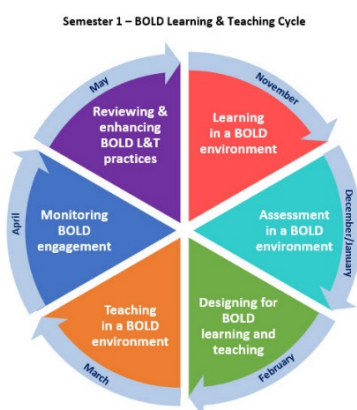 Semester 1 – BOLD Learning & Teaching Cycle
November
Learning
in a BOLD
environment
December/January
Assessment
in a BOLD
environment
February
Designing for
BOLD
learning and
teaching
March
Teaching
in a BOLD
environment
April
Monitoring
BOLD
engagement
May
Reviewing &
enhancing
BOLD L&T
practices